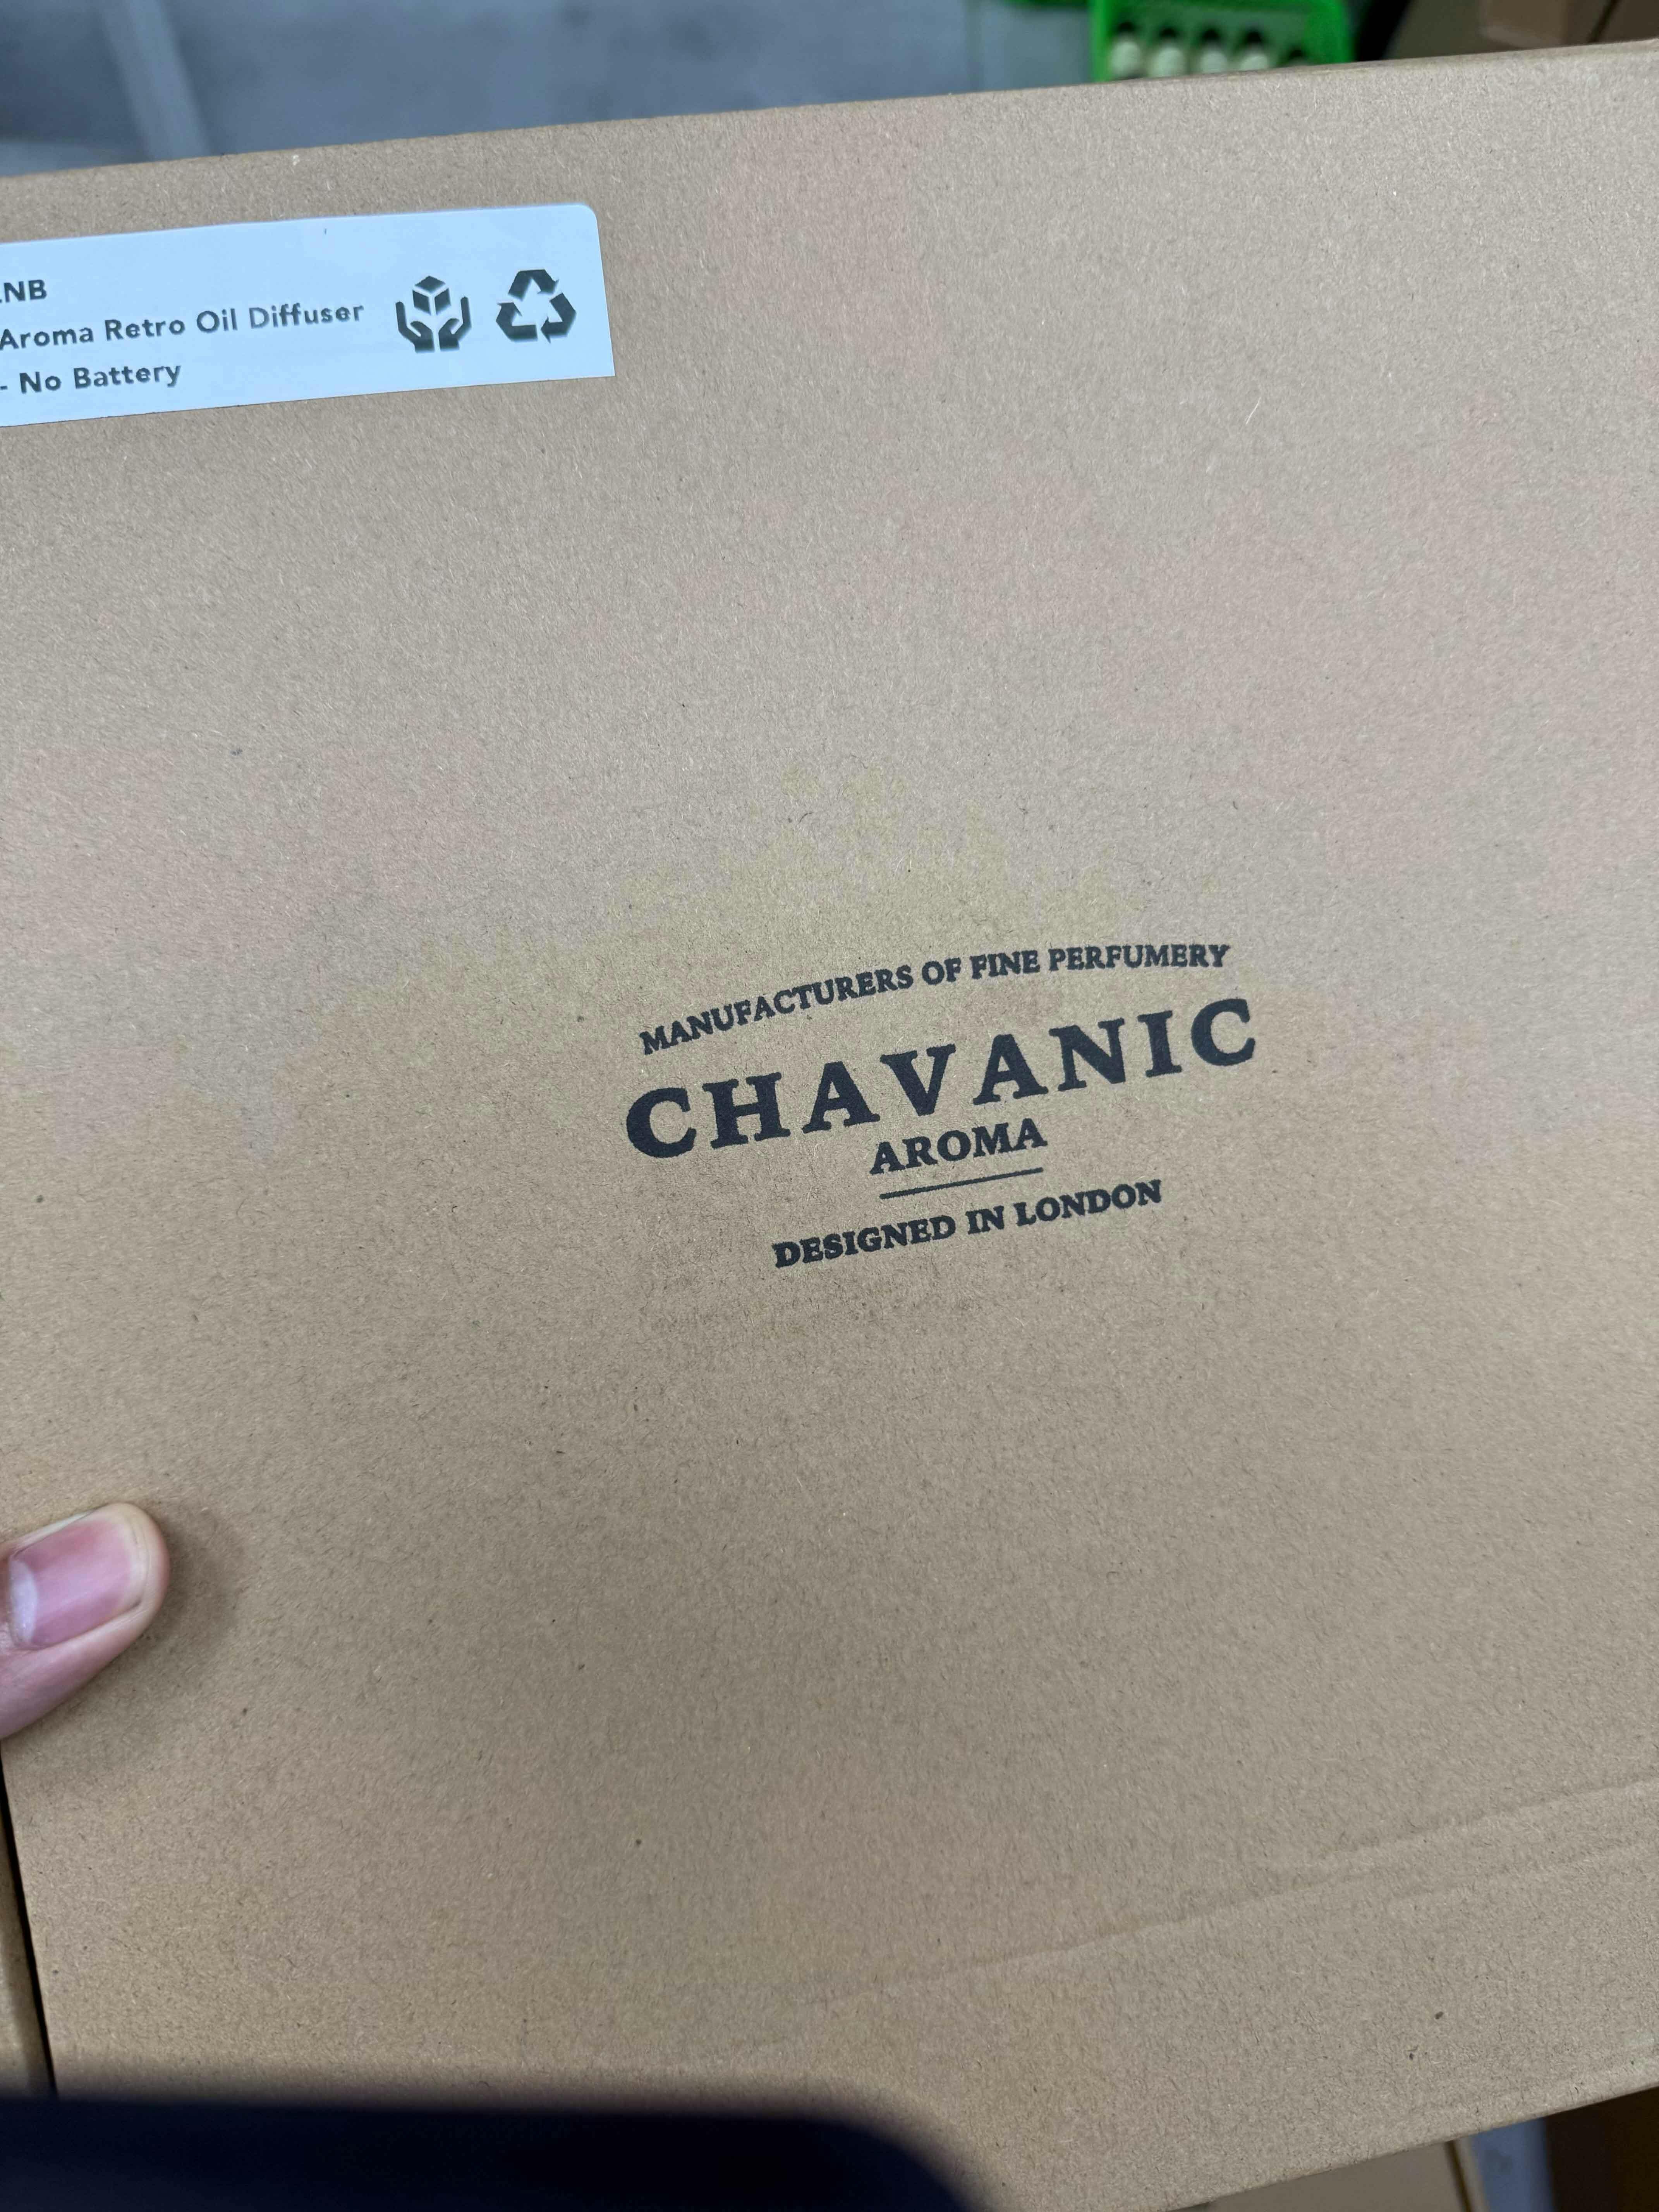 NB
Aroma Retro Oil Diffuser
- No Battery
MANUFACTURERS OF FINE PERFUMERY
CHAVANIC
AROMA
DESIGNED IN LONDON